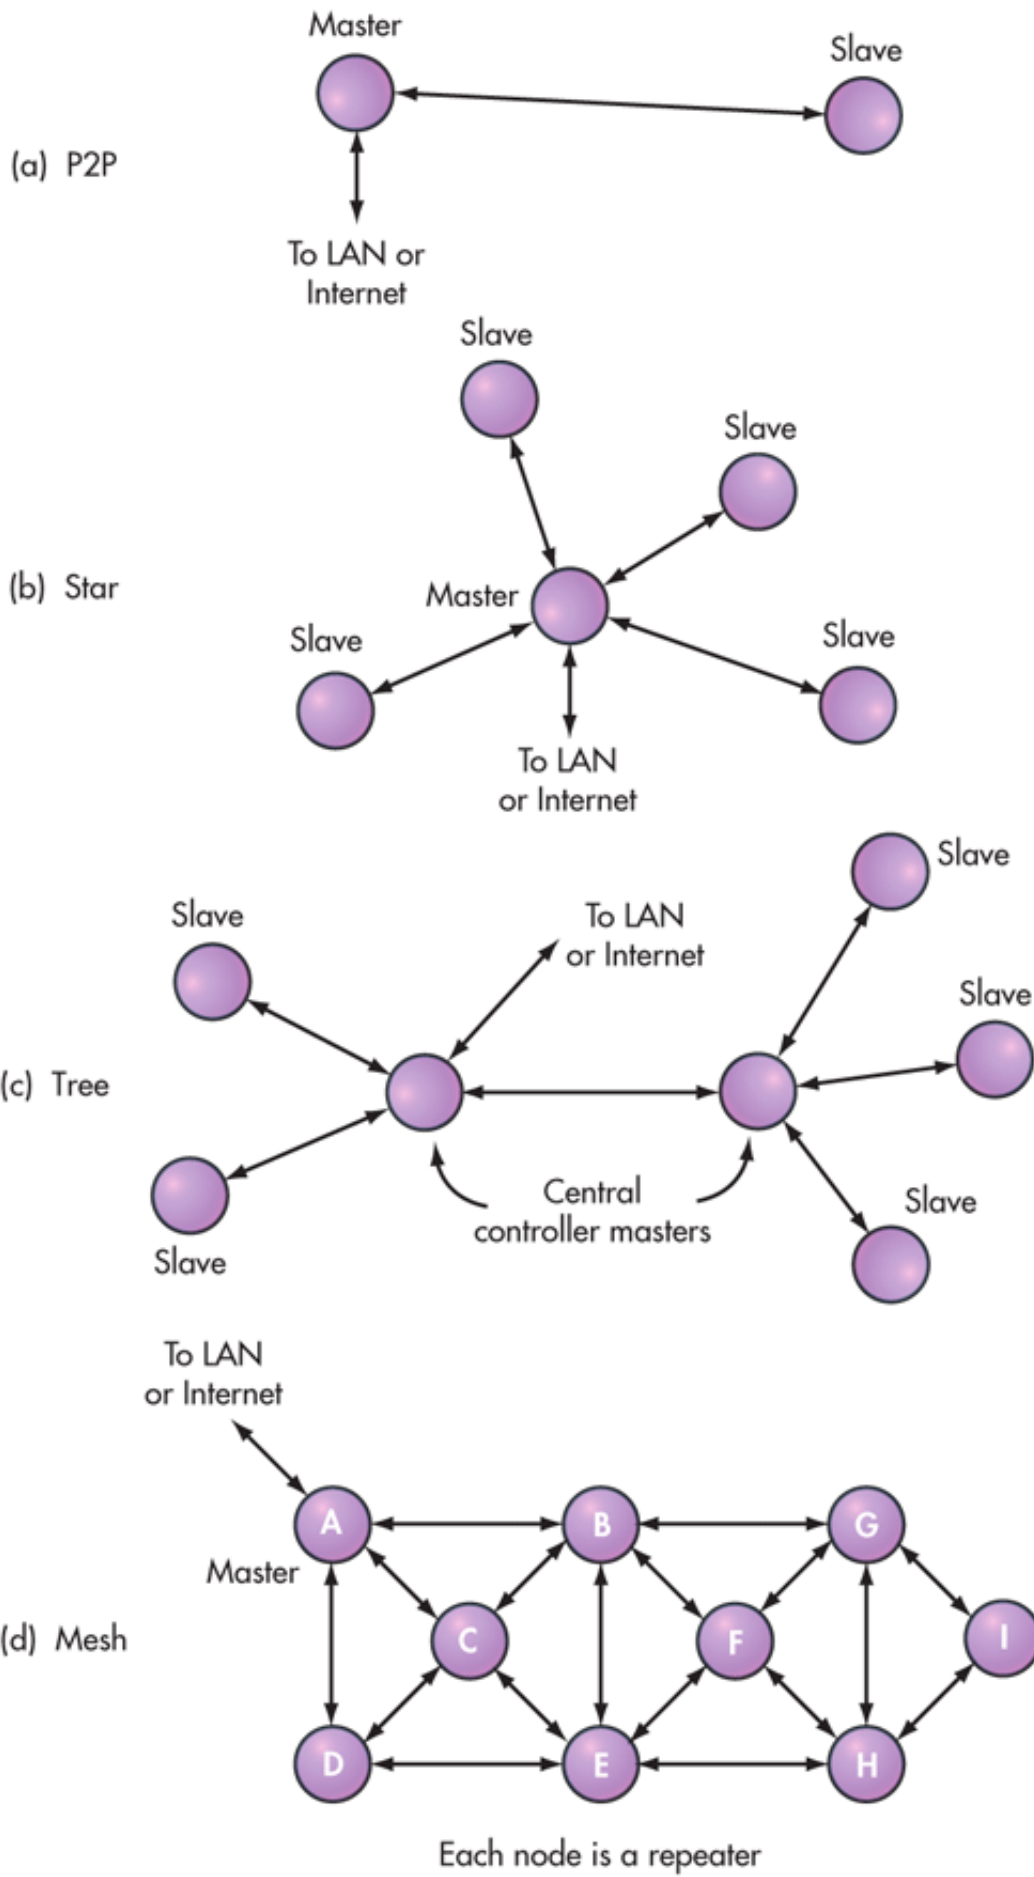 Master
Slave
(a) P2P
To LAN or
Internet
Slave
Slave
(b) Star
Master
Slave
Slave
To LAN
or Internet
Slave
Slave
To LAN
or Internet
Slave
(c) Tree
Central
controller masters
Slave
Slave
To LAN
or Internet
A
B
G
Master
(d) Mesh
C
F
I
D
E
H
Each node is a repeater